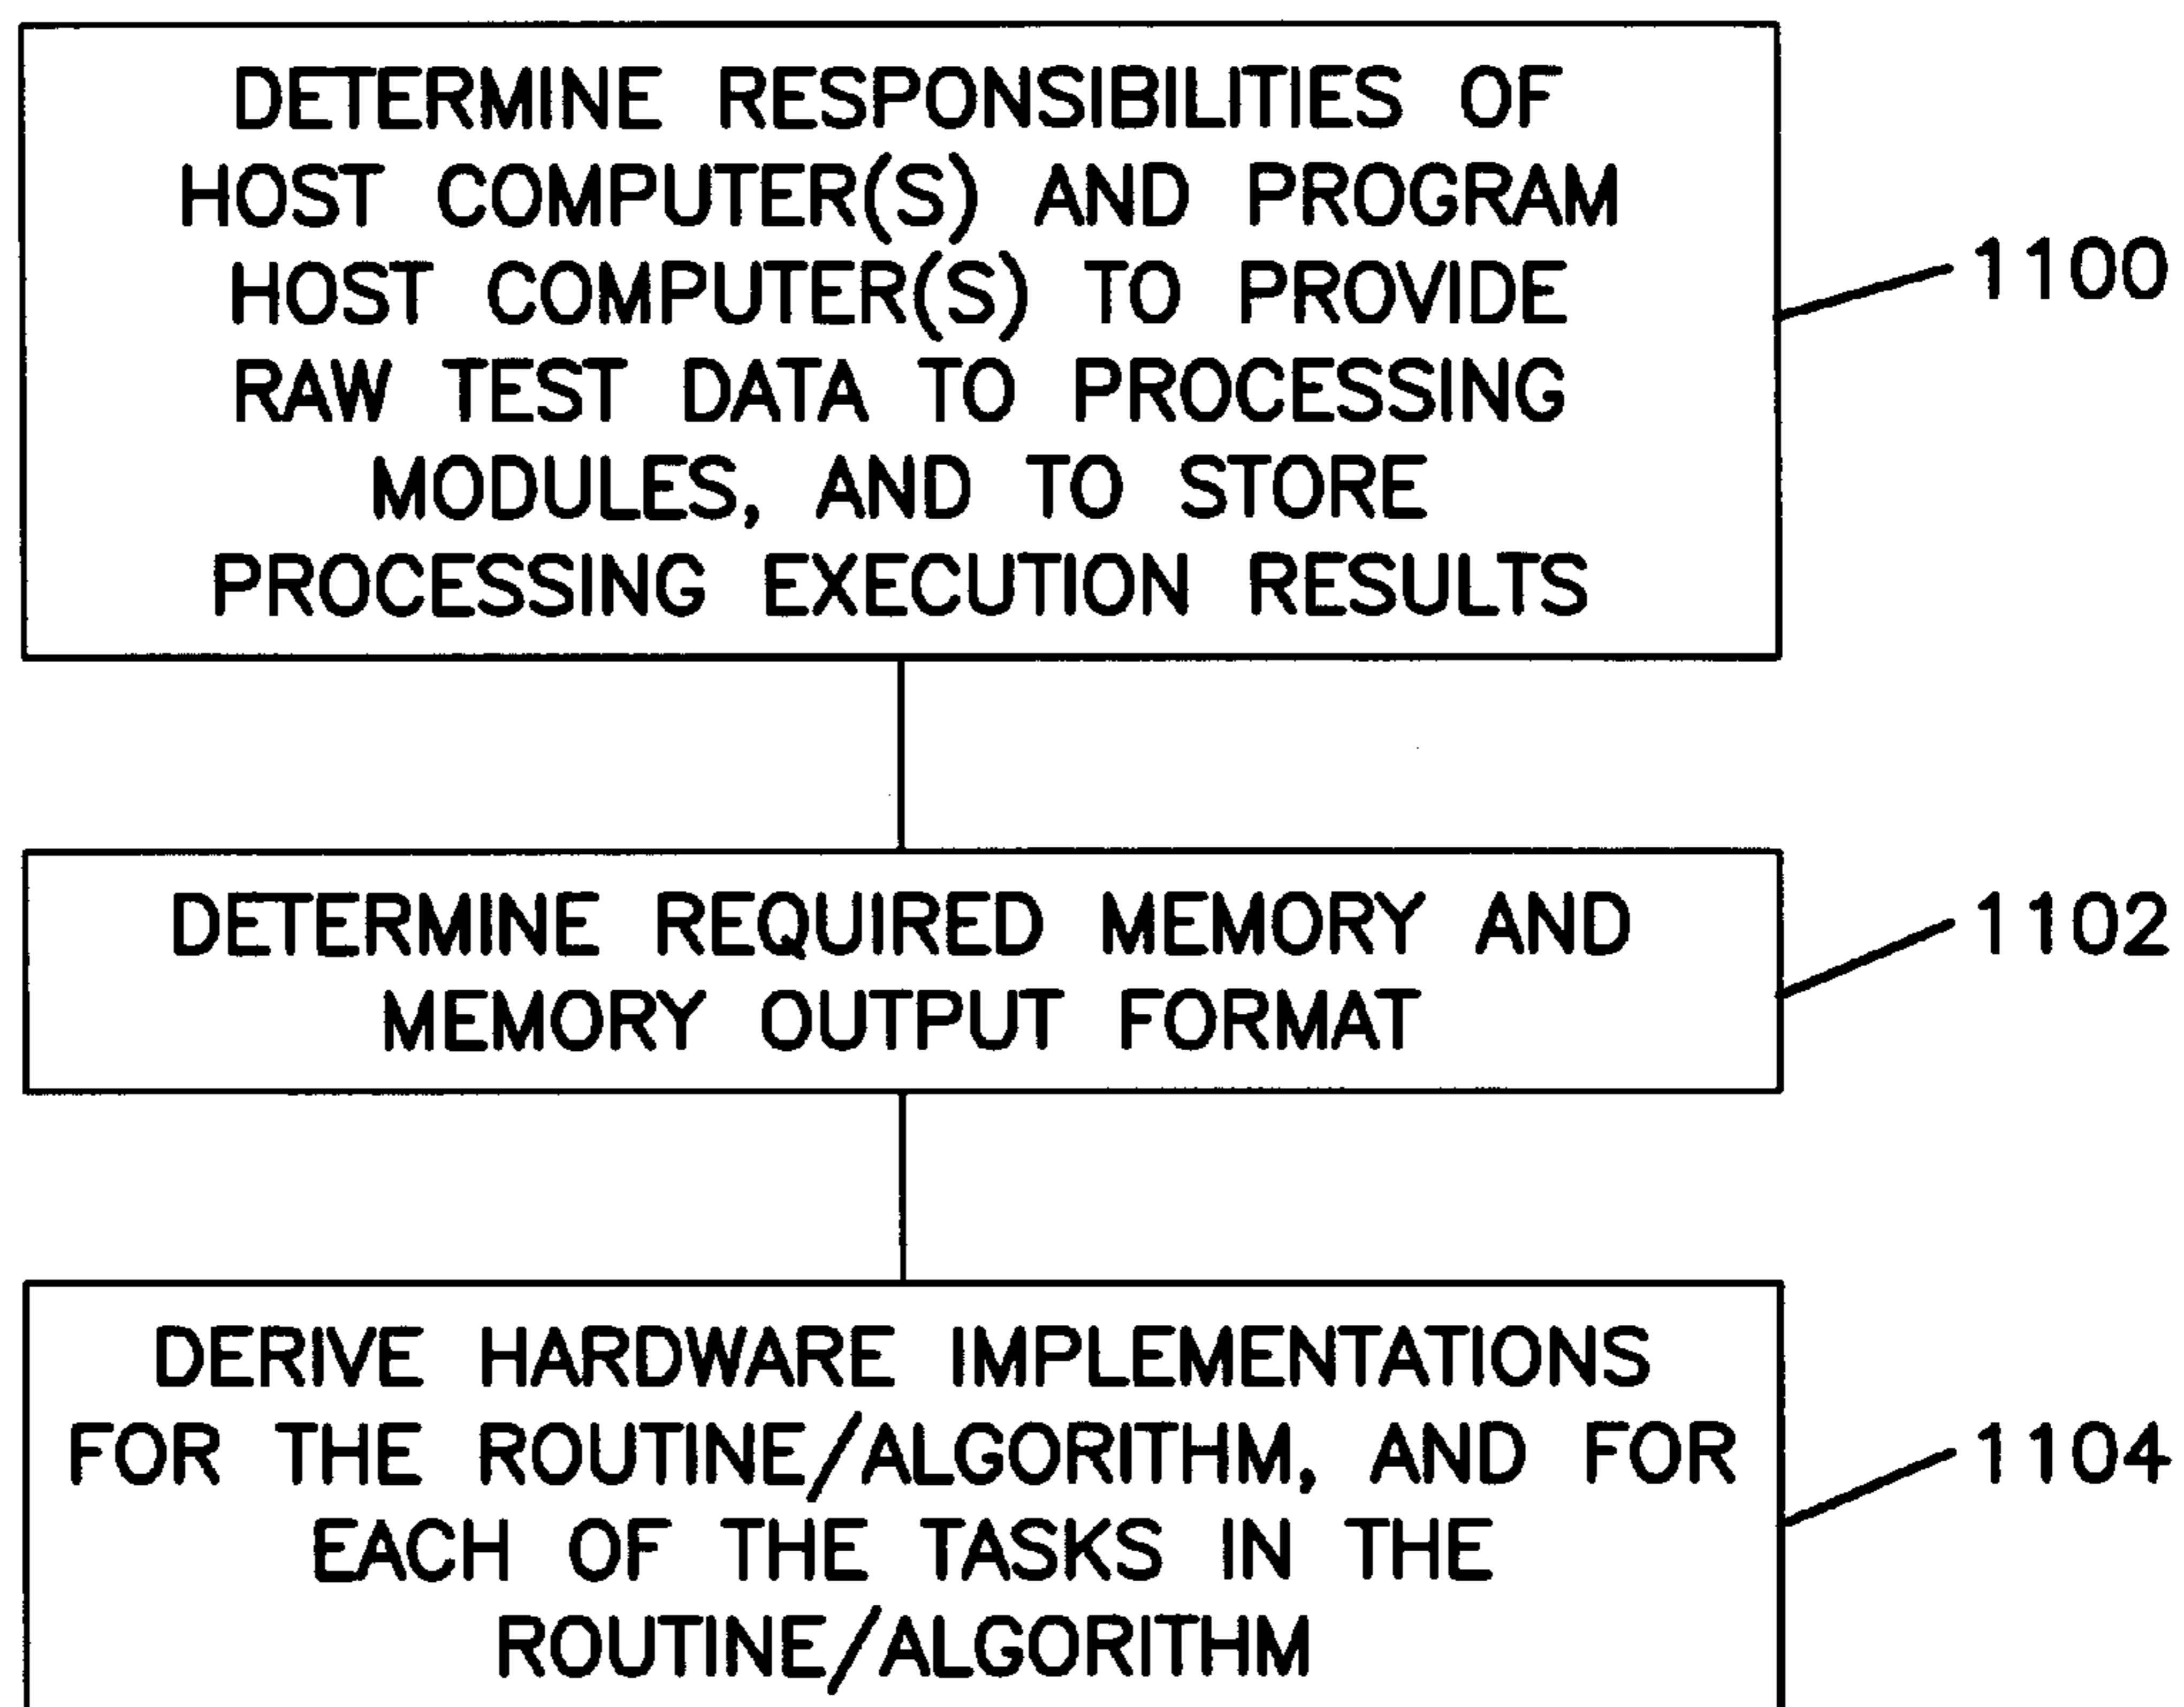 DETERMINE RESPONSIBILITIES OF
HOST COMPUTER(S) AND PROGRAM
HOST COMPUTER(S) TO PROVIDE
RAW TEST DATA TO PROCESSING
MODULES, AND TO STORE
PROCESSING EXECUTION RESULTS
1100
DETERMINE REQUIRED MEMORY AND
MEMORY OUTPUT FORMAT
1102
DERIVE HARDWARE IMPLEMENTATIONS
FOR THE ROUTINE/ALGORITHM, AND FOR
EACH OF THE TASKS IN THE
ROUTINE/ALGORITHM
1104